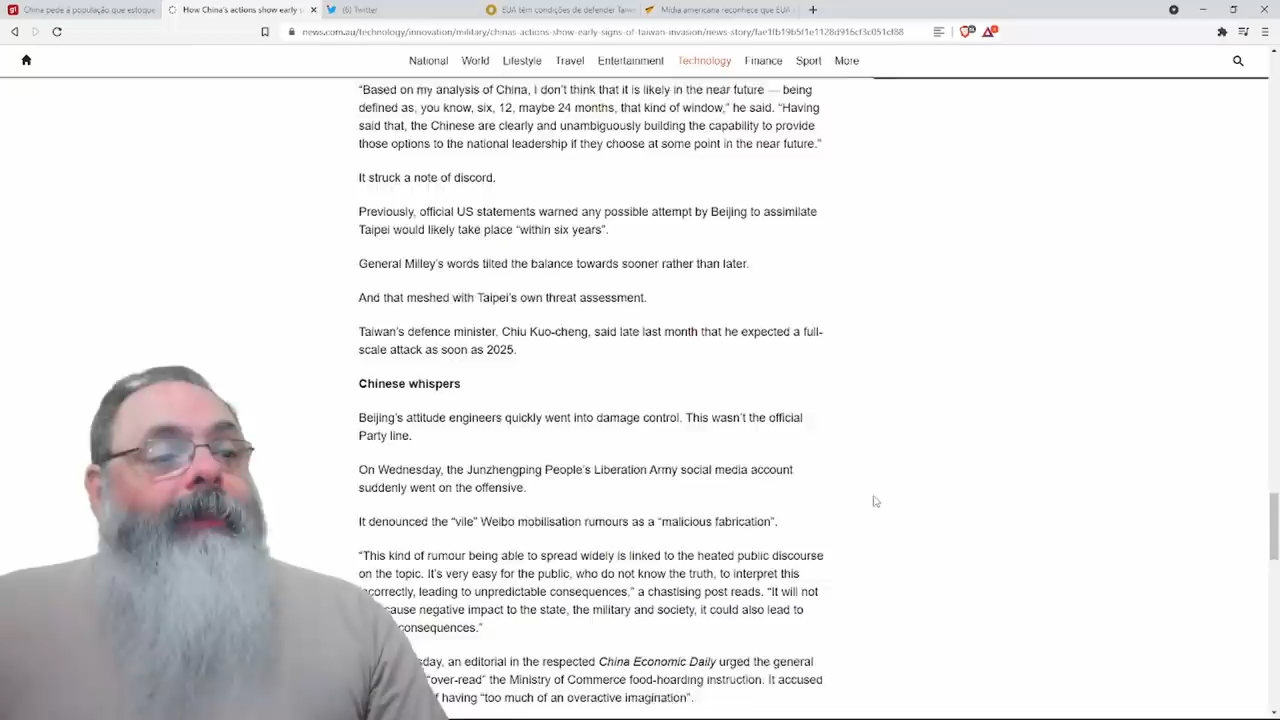 China pede à população que estoque
How China's actions show early s
(6) Twitter
EUA têm condições de defender Taiw
Mídia americana reconhece que EUA
news.com.au/technology/innovation/military/chinas-actions-show-early-signs-of-taiwan-invasion/news-story/fae1fb19b5f1e1128d916cf3c051cf88
National World Lifestyle Travel Entertainment Technology Finance Sport More
“Based on my analysis of China, I don’t think that it is likely in the near future — being
defined as, you know, six, 12, maybe 24 months, that kind of window,” he said. “Having
said that, the Chinese are clearly and unambiguously building the capability to provide
those options to the national leadership if they choose at some point in the near future.”
It struck a note of discord.
Previously, official US statements warned any possible attempt by Beijing to assimilate
Taipei would likely take place “within six years”.
General Milley’s words tilted the balance towards sooner rather than later.
And that meshed with Taipei’s own threat assessment.
Taiwan’s defence minister, Chiu Kuo-cheng, said late last month that he expected a full-
scale attack as soon as 2025.
Chinese whispers
Beijing’s attitude engineers quickly went into damage control. This wasn’t the official
Party line.
On Wednesday, the Junzhengping People’s Liberation Army social media account
suddenly went on the offensive.
It denounced the “vile” Weibo mobilisation rumours as a “malicious fabrication”.
“This kind of rumour being able to spread widely is linked to the heated public discourse
on the topic. It’s very easy for the public, who do not know the truth, to interpret this
correctly, leading to unpredictable consequences,” a chastising post reads. “It will not
cause negative impact to the state, the military and society, it could also lead to
consequences.”
sday, an editorial in the respected China Economic Daily urged the general
“over-read” the Ministry of Commerce food-hoarding instruction. It accused
f having “too much of an overactive imagination”.